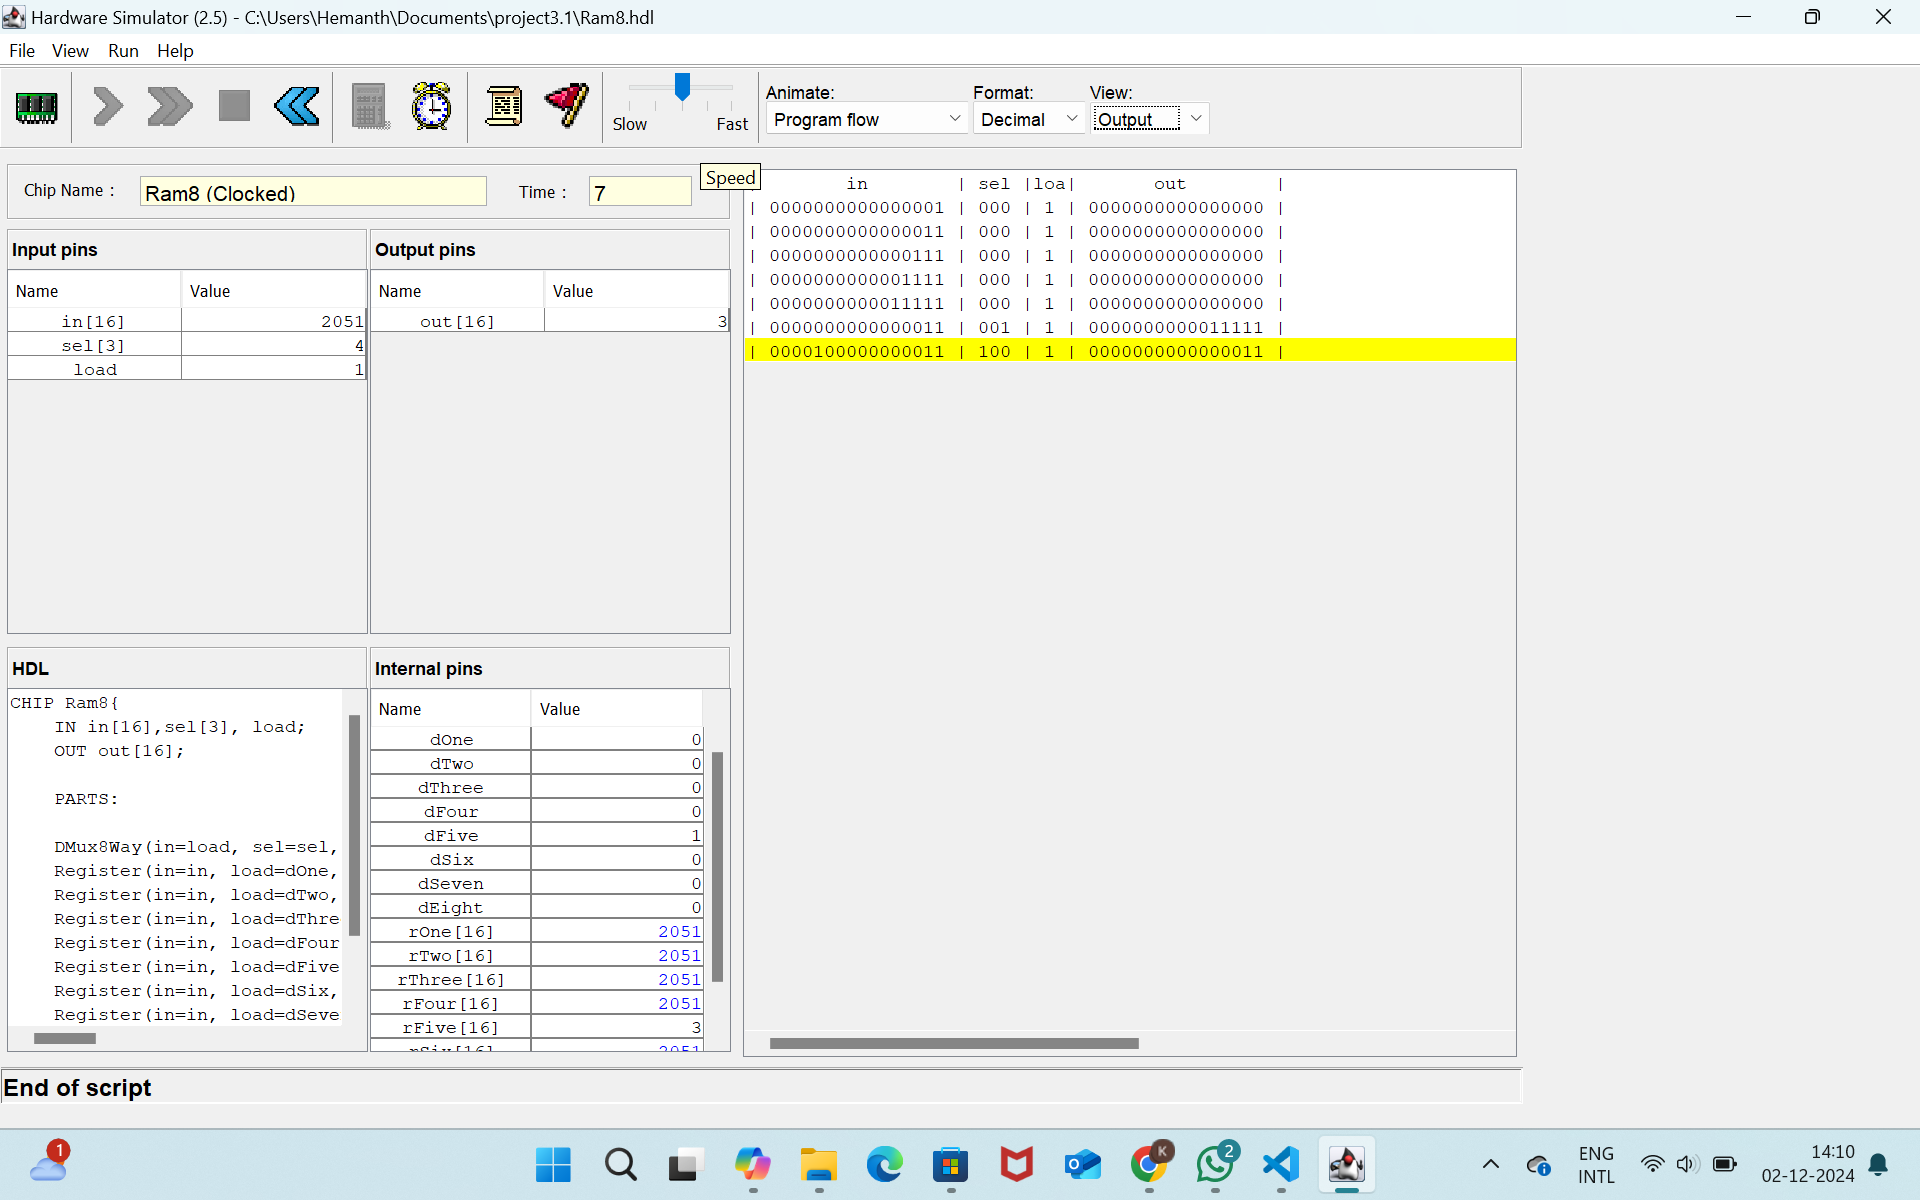 Hardware Simulator (2.5) - C:\Users\Hemanth\Documents\project3.1\Ram8.hdl
File View Run Help
Slow Fast
Animate: Format: View:
Program flow Decimal Output
Chip Name : Ram8 (Clocked) Time : 7
Speed
Input pins
Name Value
in[16] 2051
sel[3] 4
load 1
Output pins
Name Value
out[16] 3
| in | sel |loa| out |
| 0000000000000001 | 000 | 1 | 0000000000000000 |
| 0000000000000011 | 000 | 1 | 0000000000000000 |
| 0000000000000111 | 000 | 1 | 0000000000000000 |
| 0000000000001111 | 000 | 1 | 0000000000000000 |
| 0000000000011111 | 000 | 1 | 0000000000000000 |
| 0000000000000011 | 001 | 1 | 0000000000011111 |
| 0000100000000011 | 100 | 1 | 0000000000000011 |
HDL
CHIP Ram8{
IN in[16],sel[3], load;
OUT out[16];
PARTS:
DMux8Way(in=load, sel=sel,
Register(in=in, load=dOne,
Register(in=in, load=dTwo,
Register(in=in, load=dThre
Register(in=in, load=dFour
Register(in=in, load=dFive
Register(in=in, load=dSix,
Register(in=in, load=dSeve
Internal pins
Name Value
dOne 0
dTwo 0
dThree 0
dFour 0
dFive 1
dSix 0
dSeven 0
dEight 0
rOne[16] 2051
rTwo[16] 2051
rThree[16] 2051
rFour[16] 2051
rFive[16] 3
rSix[16] 2051
End of script
1
K
2
ENG
INTL
14:10
02-12-2024